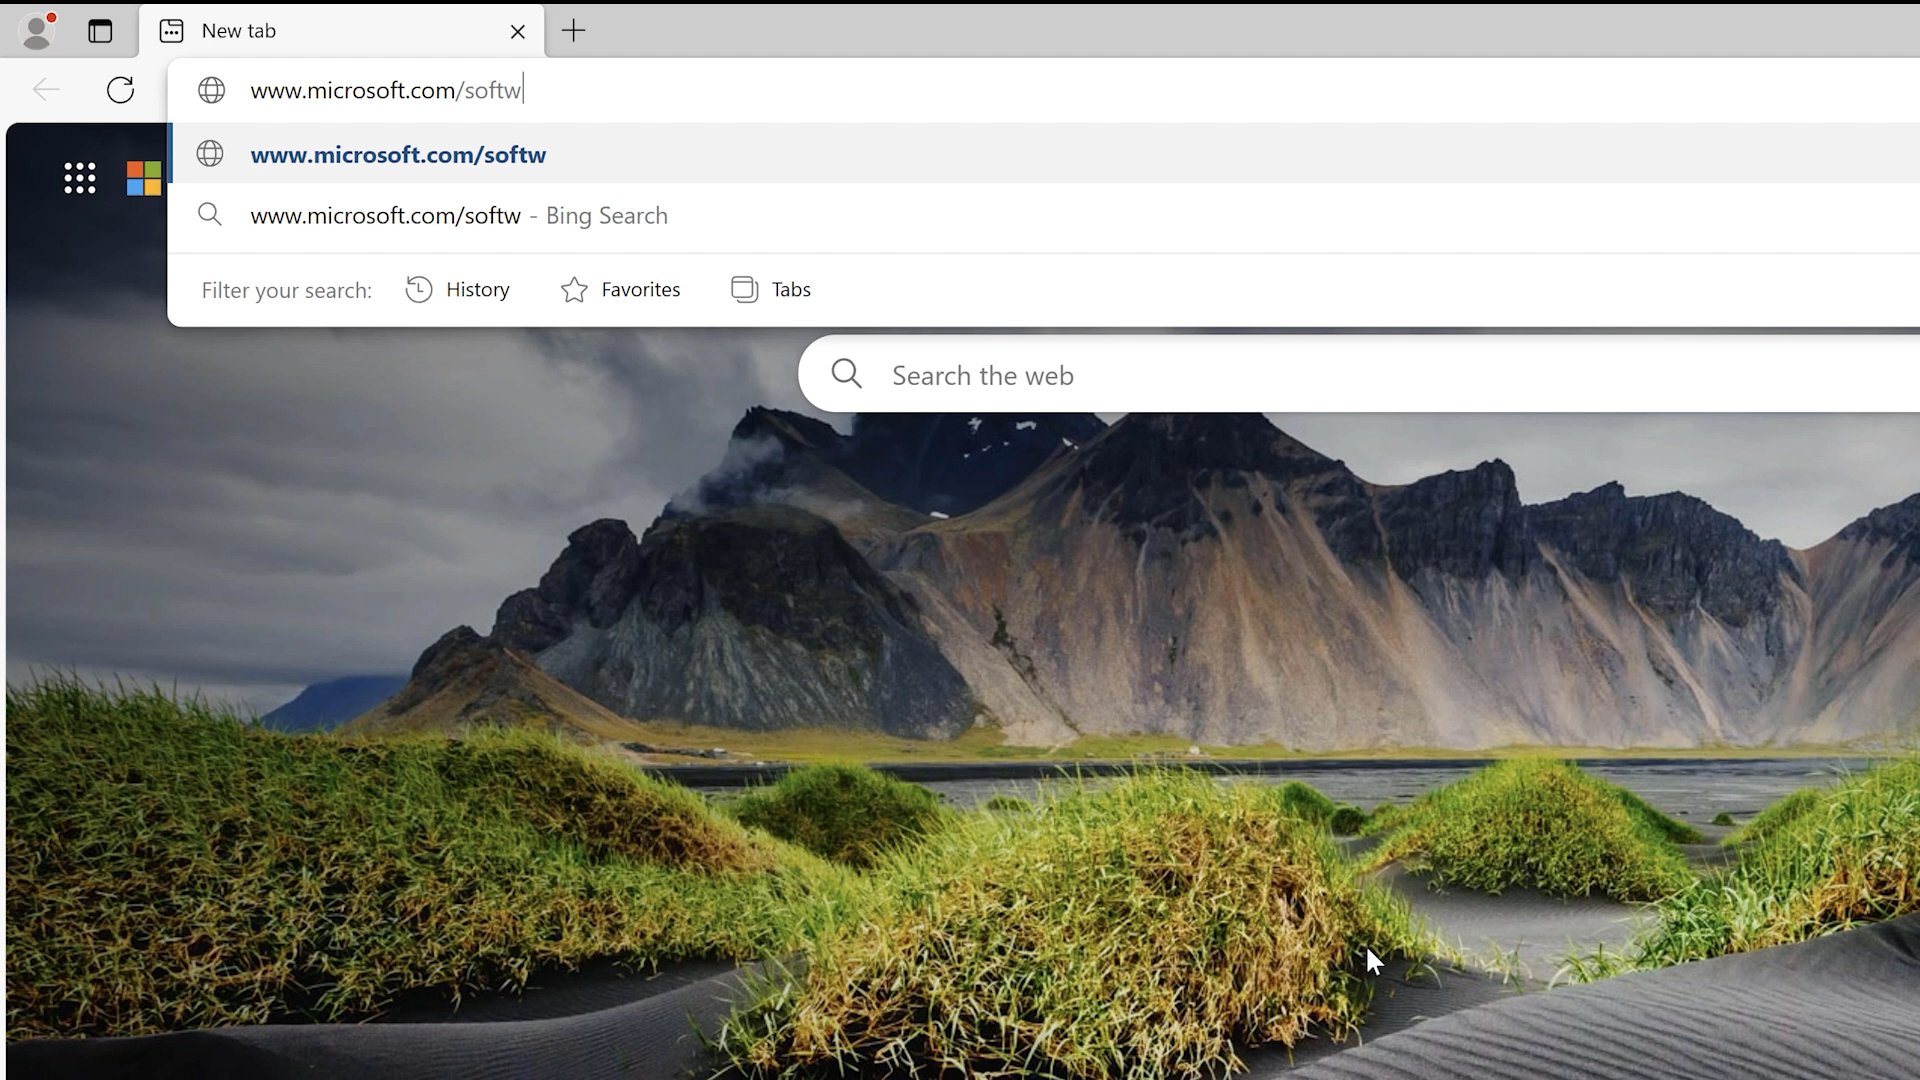 New tab
www.microsoft.com/softw
www.microsoft.com/softw
www.microsoft.com/softw - Bing Search
Filter your search: History Favorites Tabs
Search the web